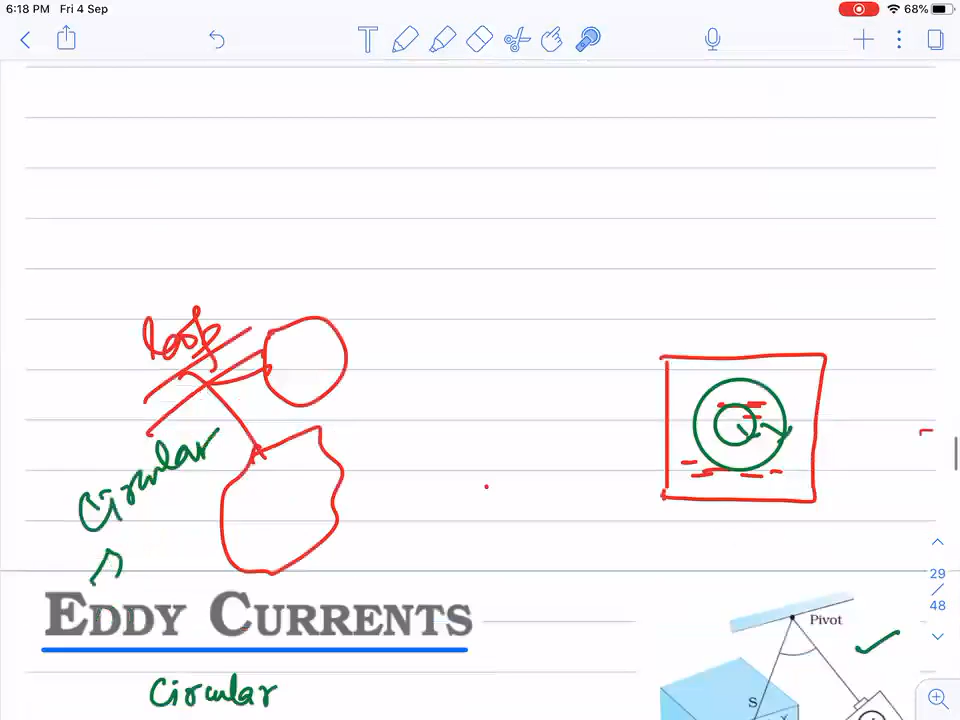 6:18 PM Fri 4 Sep
68%
T
loop
Circular
29
/
48
EDDY CURRENTS
Pivot
Circular
S